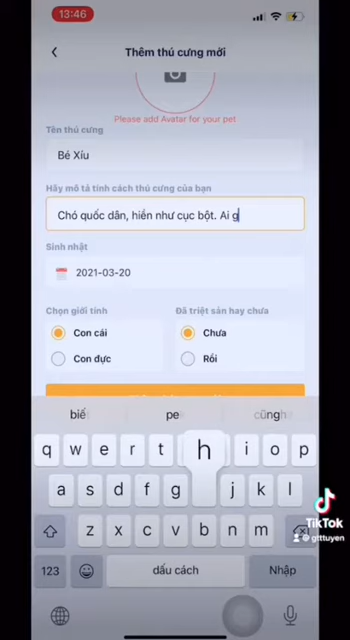 13:46
Thêm thú cưng mới
Please add Avatar for your pet
Tên thú cưng
Bé Xíu
Hãy mô tả tính cách thú cưng của bạn
Chó quốc dân, hiền như cục bột. Ai g
Sinh nhật
2021-03-20
Chọn giới tính
Đã triệt sản hay chưa
Con cái
Chưa
Con đực
Rồi
biế
pe
cũng
q w e r t h i o p
a s d f g j k l
z x c v b n m
123
dấu cách
Nhập
TikTok
@gtttuyen